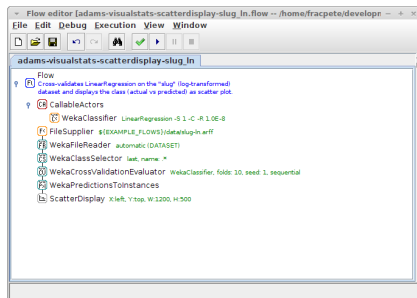 Flow editor [adams-visualstats-scatterdisplay-slug_ln.flow -- /home/fracpete/developr
File Edit Debug Execution View Window
adams-visualstats-scatterdisplay-slug_ln
Flow
Cross-validates LinearRegression on the "slug" (log-transformed)
dataset and displays the class (actual vs predicted) as scatter plot.
CallableActors
WekaClassifier LinearRegression -S 1 -C -R 1.0E-8
FileSupplier ${EXAMPLE_FLOWS}/data/slug-ln.arff
WekaFileReader automatic (DATASET)
WekaClassSelector last, name: .*
WekaCrossValidationEvaluator WekaClassifier, folds: 10, seed: 1, sequential
WekaPredictionsToInstances
ScatterDisplay X:left, Y:top, W:1200, H:500